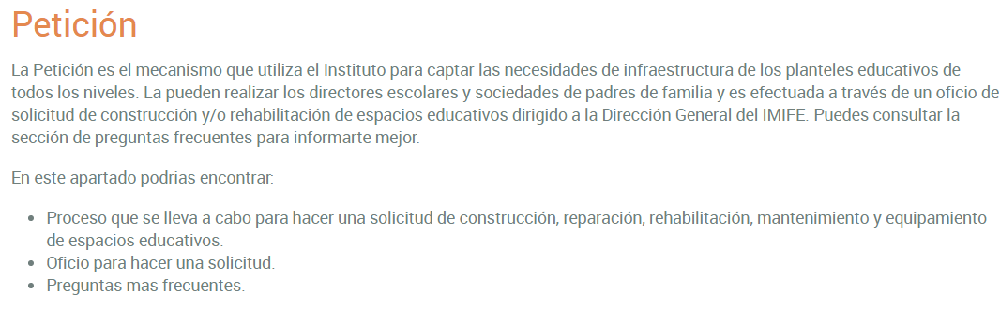 Petición
La Petición es el mecanismo que utiliza el Instituto para captar las necesidades de infraestructura de los planteles educativos de
todos los niveles. La pueden realizar los directores escolares y sociedades de padres de familia y es efectuada a través de un oficio de
solicitud de construcción y/o rehabilitación de espacios educativos dirigido a la Dirección General del IMIFE. Puedes consultar la
sección de preguntas frecuentes para informarte mejor.
En este apartado podrias encontrar:
• Proceso que se lleva a cabo para hacer una solicitud de construcción, reparación, rehabilitación, mantenimiento y equipamiento
de espacios educativos.
• Oficio para hacer una solicitud.
• Preguntas mas frecuentes.